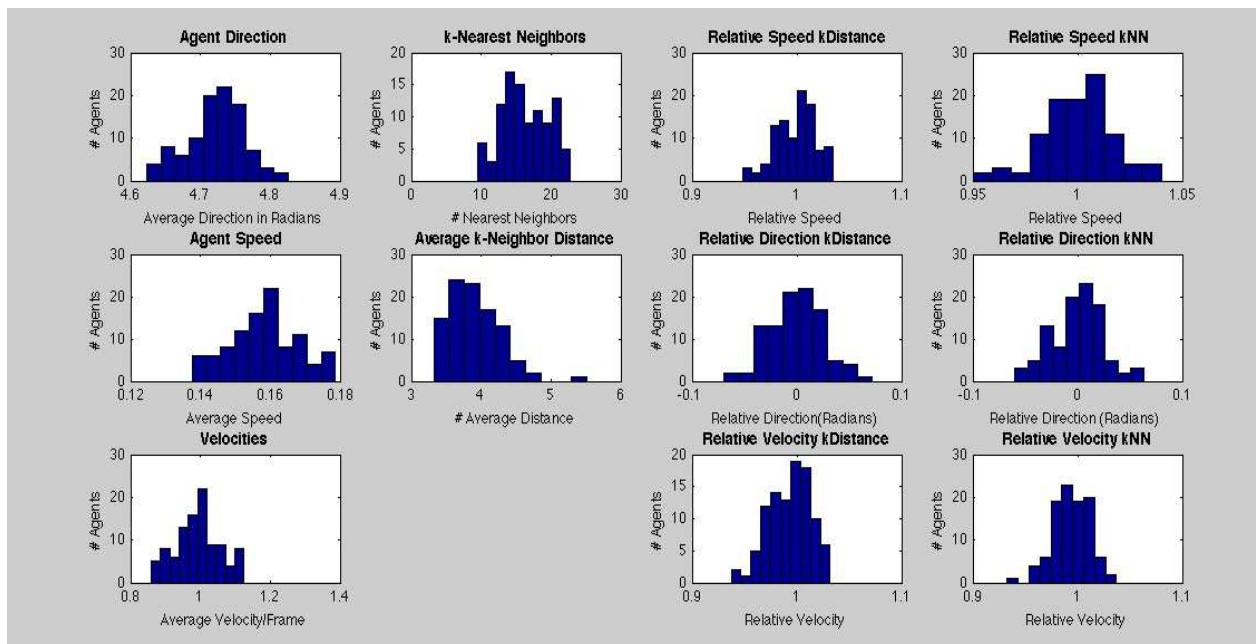 Agent Direction
30
20
10
0
# Agents
4.6
4.7
4.8
4.9
Average Direction in Radians
k-Nearest Neighbors
20
15
10
5
0
# Agents
0
10
20
30
# Nearest Neighbors
Relative Speed kDistance
30
20
10
0
# Agents
0.9
1
1.1
Relative Speed
Relative Speed kNN
30
20
10
0
# Agents
0.95
1
1.05
Relative Speed
Agent Speed
30
20
10
0
# Agents
0.12
0.14
0.16
0.18
Average Speed
Average k-Neighbor Distance
30
20
10
0
# Agents
3
4
5
6
# Average Distance
Relative Direction kDistance
30
20
10
0
# Agents
-0.1
0
0.1
Relative Direction(Radians)
Relative Direction kNN
30
20
10
0
# Agents
-0.1
0
0.1
Relative Direction (Radians)
Velocities
30
20
10
0
# Agents
0.8
1
1.2
1.4
Average Velocity/Frame
Relative Velocity kDistance
20
15
10
5
0
# Agents
0.9
1
1.1
Relative Velocity
Relative Velocity kNN
30
20
10
0
# Agents
0.9
1
1.1
Relative Velocity